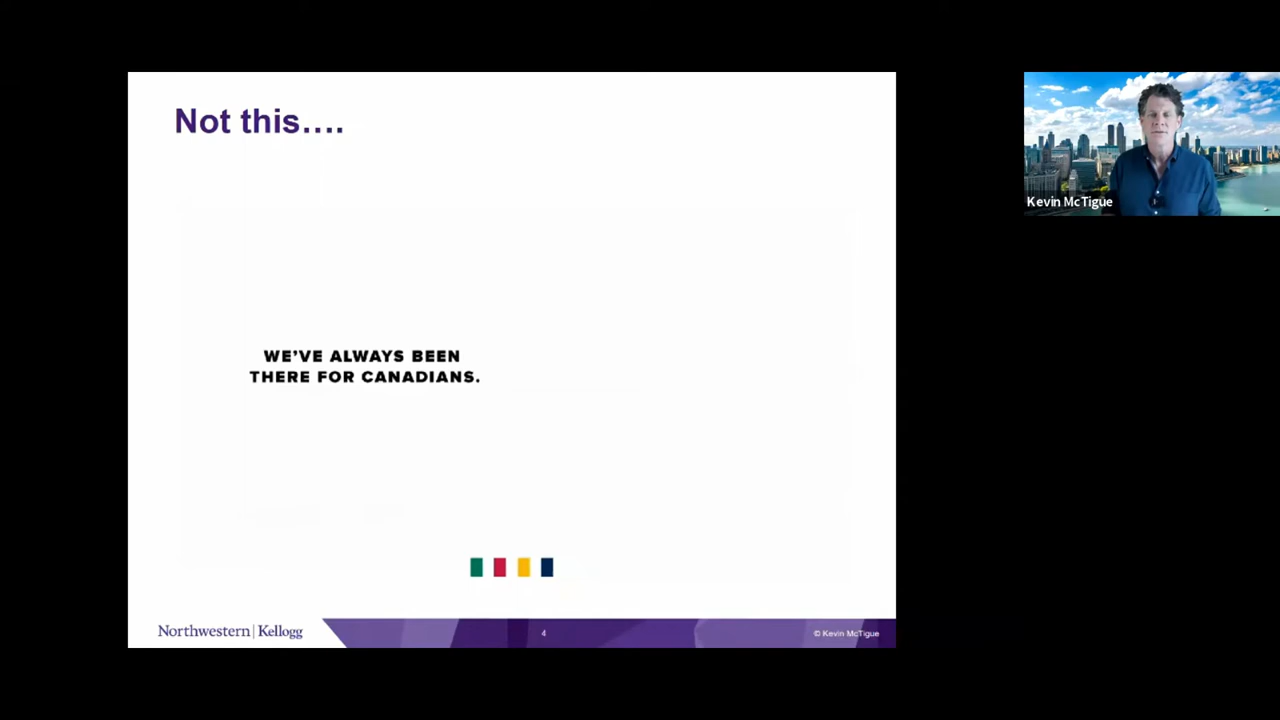 Not this....
Kevin McTigue
WE'VE ALWAYS BEEN
THERE FOR CANADIANS.
Northwestern | Kellogg
4
© Kevin McTigue